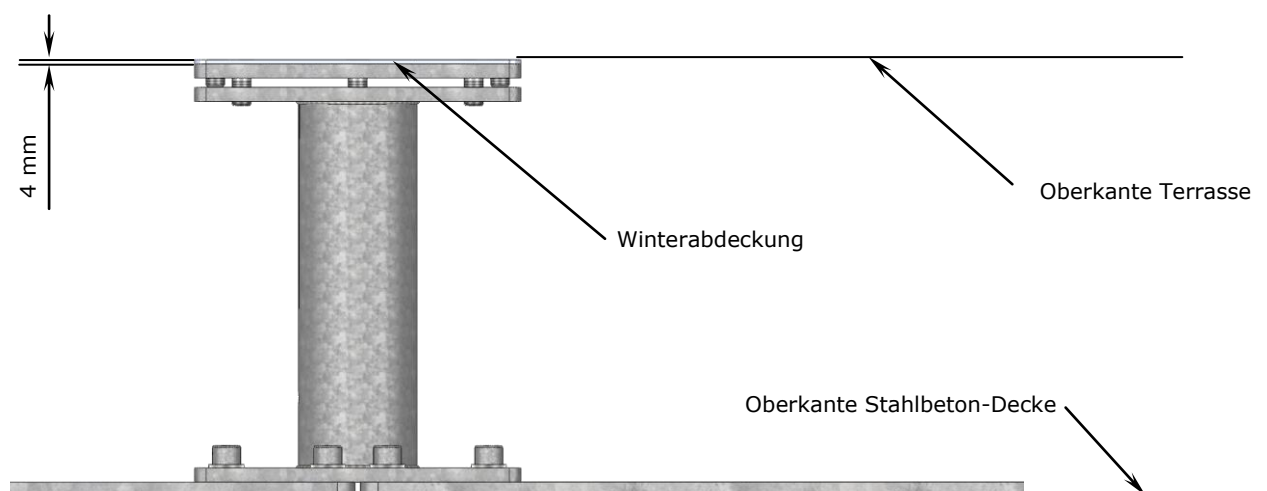 4 mm
Oberkante Terrasse
Winterabdeckung
Oberkante Stahlbeton-Decke